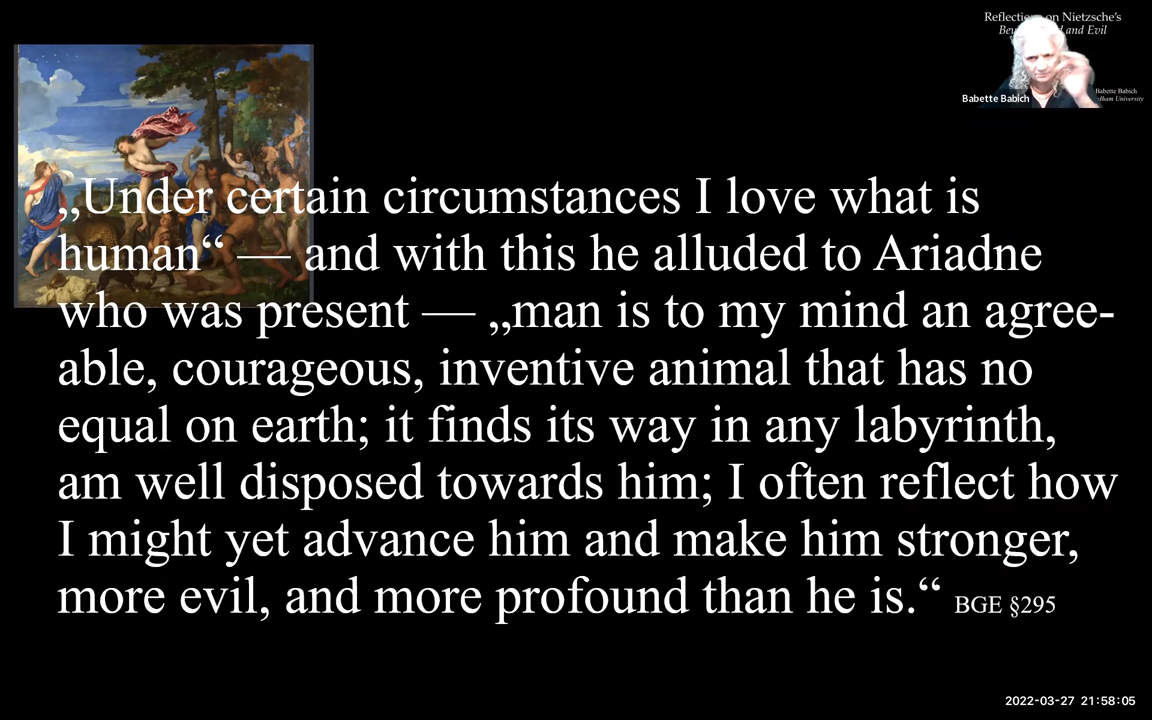 Reflections on Nietzsche's
and Evil
Babette Babich
Babette Babich
University
„Under certain circumstances I love what is
human“ — and with this he alluded to Ariadne
who was present — „man is to my mind an agree-
able, courageous, inventive animal that has no
equal on earth; it finds its way in any labyrinth,
am well disposed towards him; I often reflect how
I might yet advance him and make him stronger,
more evil, and more profound than he is.“ BGE §295
2022-03-27 21:58:05